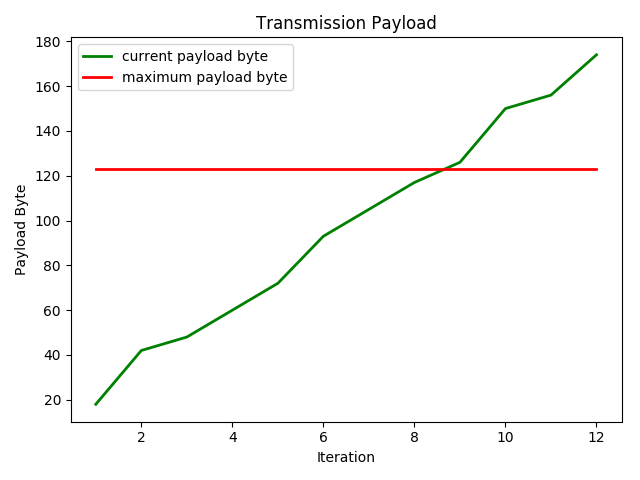 Transmission Payload
current payload byte
maximum payload byte
180
160
140
120
100
80
60
40
20
Payload Byte
2 4 6 8 10 12
Iteration